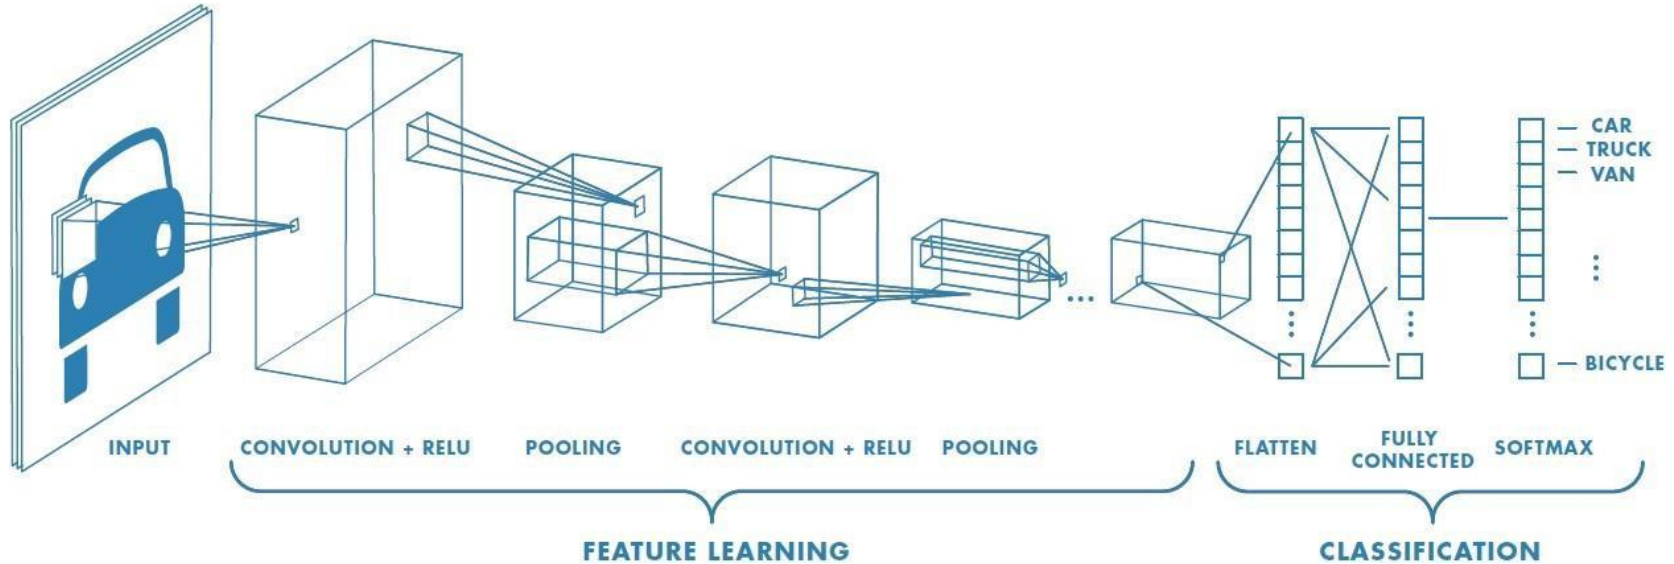 CAR
TRUCK
VAN
BICYCLE
INPUT
CONVOLUTION + RELU
POOLING
CONVOLUTION + RELU
POOLING
FLATTEN
FULLY
CONNECTED
SOFTMAX
FEATURE LEARNING
CLASSIFICATION